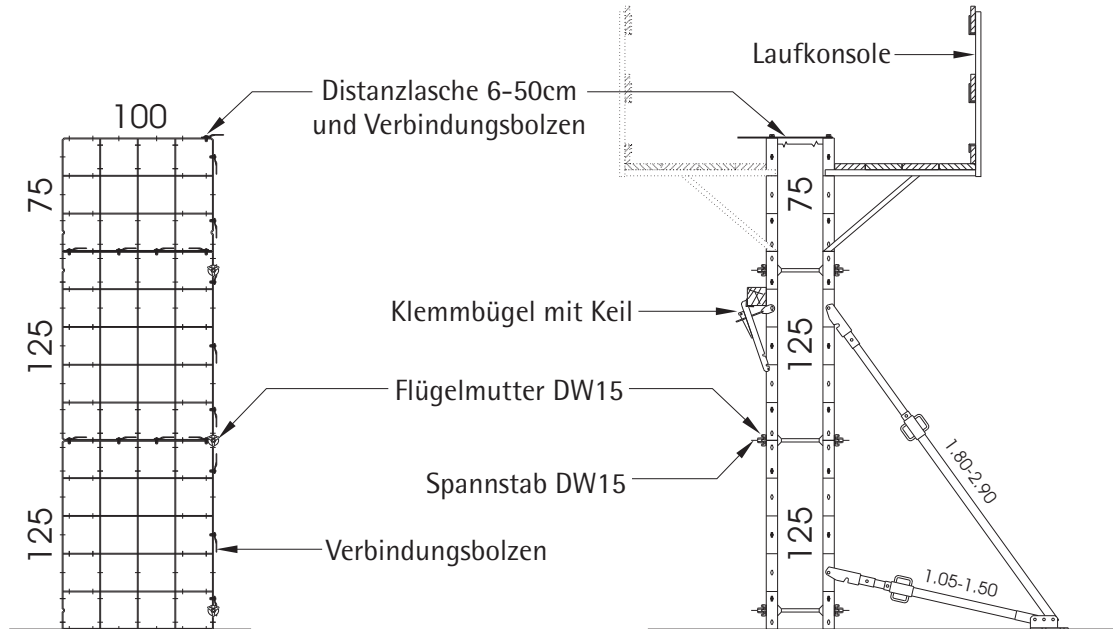 Laufkonsole
Distanzlasche 6-50cm
und Verbindungsbolzen
100
75
75
Klemmbügel mit Keil
125
125
Flügelmutter DW15
1.80-2.90
Spannstab DW15
125
125
Verbindungsbolzen
1.05-1.50